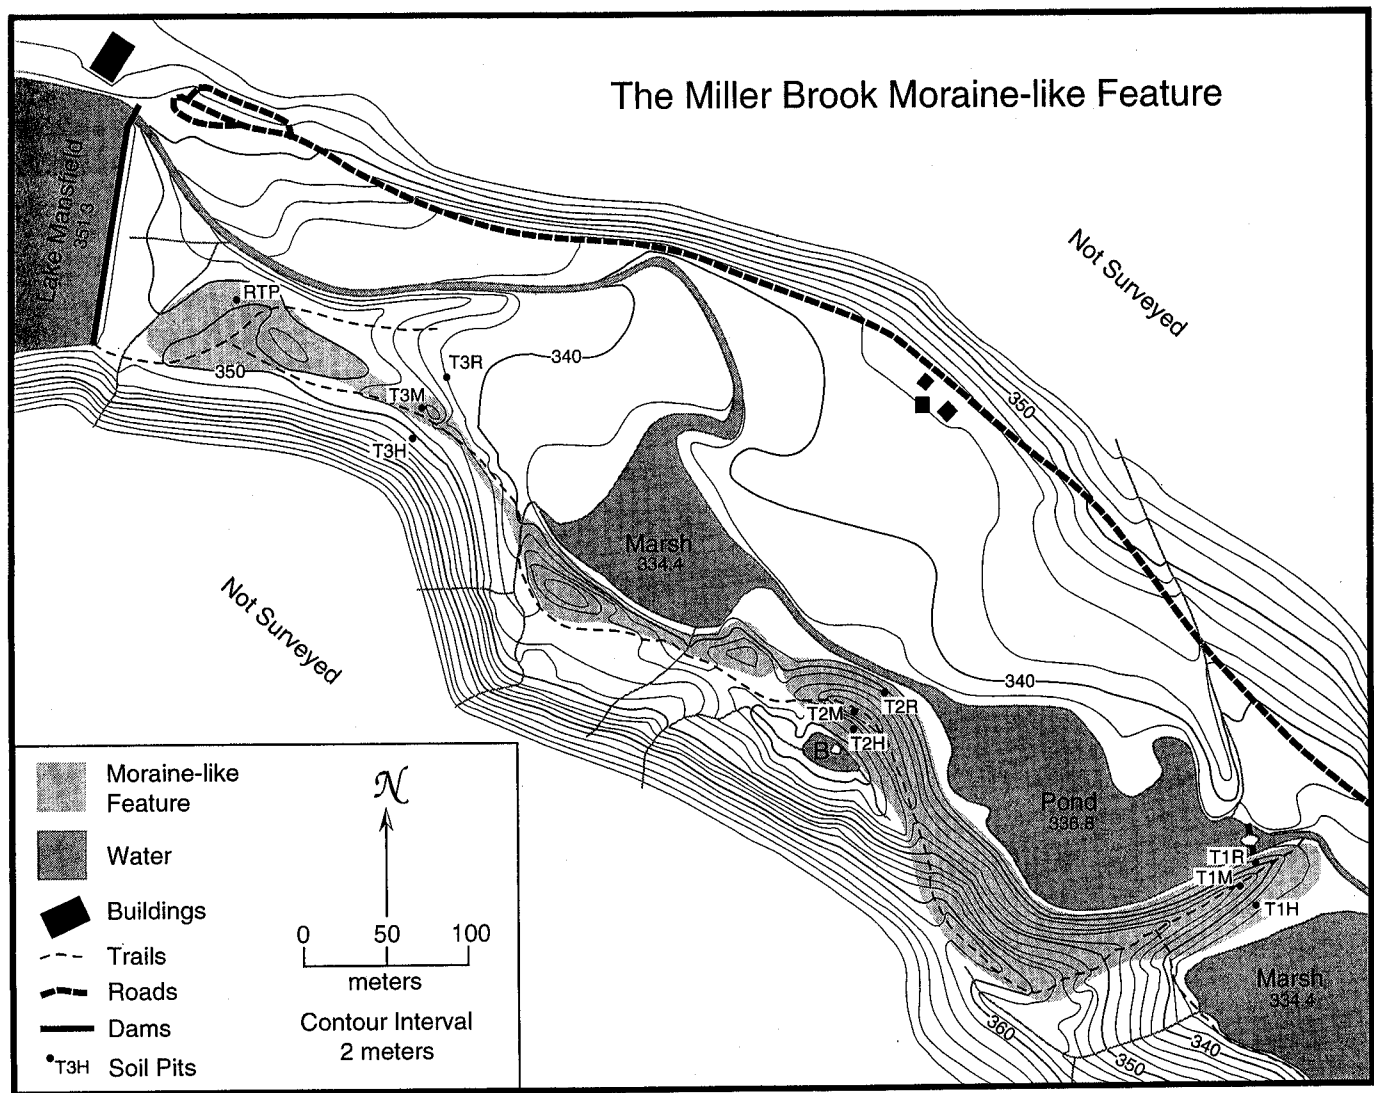 The Miller Brook Moraine-like Feature
Lake Mansfield
351.3
Not Surveyed
RTP
T3R
340
350
T3M
T3H
350
Marsh
334.4
Not Surveyed
340
T2M
T2R
T2H
B
Pond
336.8
T1R
T1M
T1H
Marsh
334.4
360
350
340
Moraine-like
Feature
Water
Buildings
Trails
Roads
Dams
T3H Soil Pits
N
0 50 100
meters
Contour Interval
2 meters